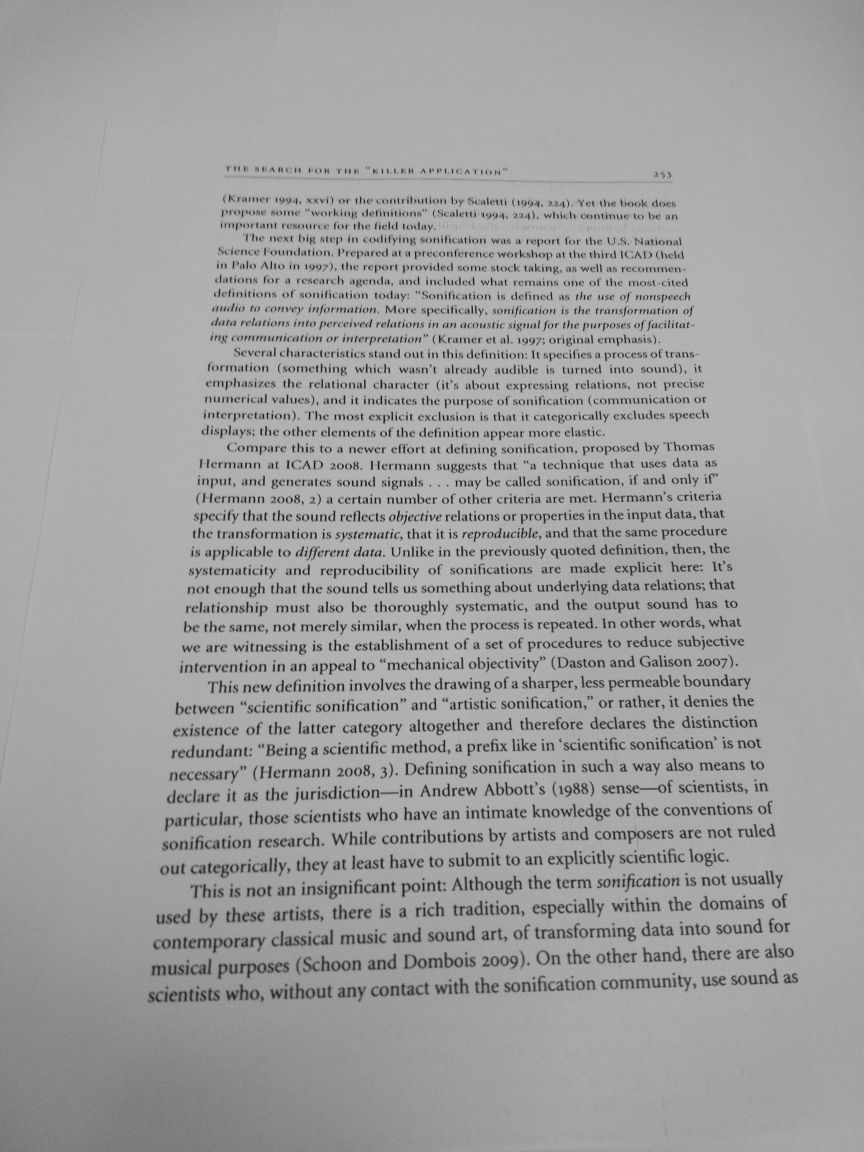 THE SEARCH FOR THE "KILLER APPLICATION" 253
(Kramer 1994, xxvi) or the contribution by Scaletti (1994, 224). Yet the book does
propose some "working definitions" (Scaletti 1994, 224), which continue to be an
important resource for the field today.
The next big step in codifying sonification was a report for the U.S. National
Science Foundation. Prepared at a preconference workshop at the third ICAD (held
in Palo Alto in 1997), the report provided some stock taking, as well as recommen-
dations for a research agenda, and included what remains one of the most-cited
definitions of sonification today: "Sonification is defined as the use of nonspeech
audio to convey information. More specifically, sonification is the transformation of
data relations into perceived relations in an acoustic signal for the purposes of facilitat-
ing communication or interpretation" (Kramer et al. 1997; original emphasis).
Several characteristics stand out in this definition: It specifies a process of trans-
formation (something which wasn't already audible is turned into sound), it
emphasizes the relational character (it's about expressing relations, not precise
numerical values), and it indicates the purpose of sonification (communication or
interpretation). The most explicit exclusion is that it categorically excludes speech
displays; the other elements of the definition appear more elastic.
Compare this to a newer effort at defining sonification, proposed by Thomas
Hermann at ICAD 2008. Hermann suggests that "a technique that uses data as
input, and generates sound signals . . . may be called sonification, if and only if"
(Hermann 2008, 2) a certain number of other criteria are met. Hermann's criteria
specify that the sound reflects objective relations or properties in the input data, that
the transformation is systematic, that it is reproducible, and that the same procedure
is applicable to different data. Unlike in the previously quoted definition, then, the
systematicity and reproducibility of sonifications are made explicit here: It's
not enough that the sound tells us something about underlying data relations; that
relationship must also be thoroughly systematic, and the output sound has to
be the same, not merely similar, when the process is repeated. In other words, what
we are witnessing is the establishment of a set of procedures to reduce subjective
intervention in an appeal to "mechanical objectivity" (Daston and Galison 2007).
This new definition involves the drawing of a sharper, less permeable boundary
between "scientific sonification" and "artistic sonification," or rather, it denies the
existence of the latter category altogether and therefore declares the distinction
redundant: "Being a scientific method, a prefix like in 'scientific sonification' is not
necessary" (Hermann 2008, 3). Defining sonification in such a way also means to
declare it as the jurisdiction—in Andrew Abbott's (1988) sense—of scientists, in
particular, those scientists who have an intimate knowledge of the conventions of
sonification research. While contributions by artists and composers are not ruled
out categorically, they at least have to submit to an explicitly scientific logic.
This is not an insignificant point: Although the term sonification is not usually
used by these artists, there is a rich tradition, especially within the domains of
contemporary classical music and sound art, of transforming data into sound for
musical purposes (Schoon and Dombois 2009). On the other hand, there are also
scientists who, without any contact with the sonification community, use sound as